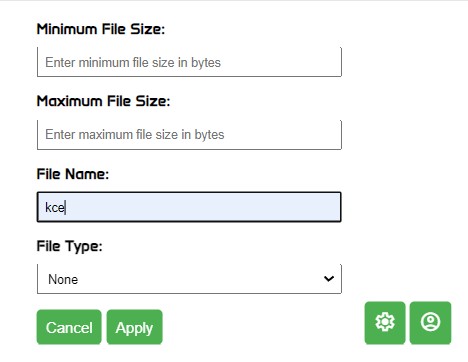 Minimum File Size:
Enter minimum file size in bytes
Maximum File Size:
Enter maximum file size in bytes
File Name:
kce
File Type:
None
Cancel Apply